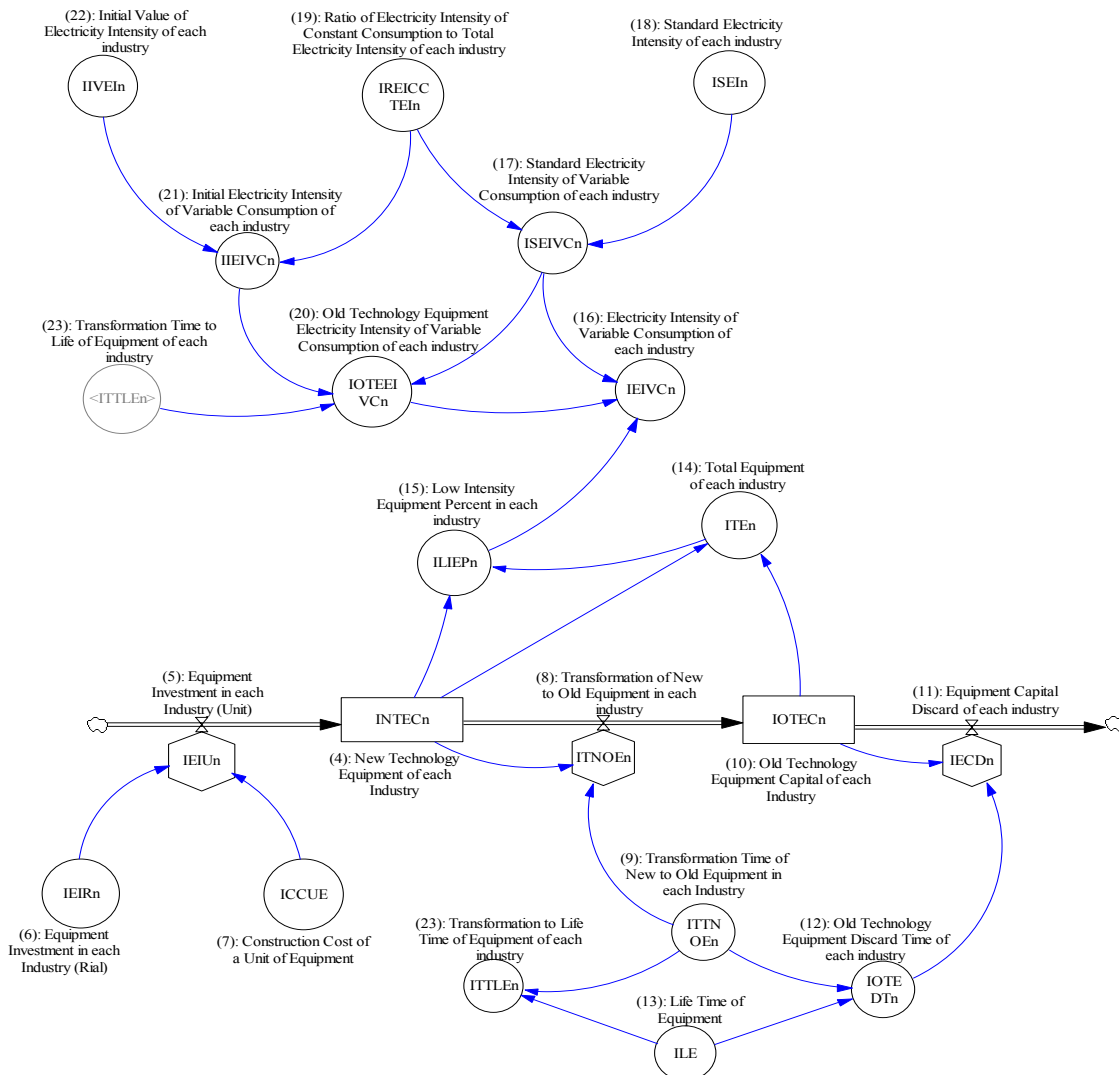 (22): Initial Value of
Electricity Intensity of each
industry
IIVEIn
(19): Ratio of Electricity Intensity of
Constant Consumption to Total
Electricity Intensity of each industry
IREICC
TEIn
(18): Standard Electricity
Intensity of each industry
ISEIn
(17): Standard Electricity
Intensity of Variable
Consumption of each industry
ISEIVCn
(21): Initial Electricity Intensity
of Variable Consumption of
each industry
IIEIVCn
(23): Transformation Time to
Life of Equipment of each
industry
<ITTLEn>
(20): Old Technology Equipment
Electricity Intensity of Variable
Consumption of each industry
IOTEEI
VCn
(16): Electricity Intensity of
Variable Consumption of
each industry
IEIVCn
(15): Low Intensity
Equipment Percent in each
industry
ILIEPn
(14): Total Equipment
of each industry
ITEn
(5): Equipment
Investment in each
Industry (Unit)
IEIUn
INTECn
(4): New Technology
Equipment of each
Industry
(8): Transformation of New
to Old Equipment in each
industry
ITNOEn
IOTECn
(10): Old Technology
Equipment Capital of each
Industry
(11): Equipment Capital
Discard of each industry
IECDn
IEIRn
(6): Equipment
Investment in each
Industry (Rial)
ICCUE
(7): Construction Cost of
a Unit of Equipment
(9): Transformation Time of
New to Old Equipment in
each Industry
ITTN
OEn
(23): Transformation to Life
Time of Equipment of each
industry
ITTLEn
(12): Old Technology
Equipment Discard Time of
each industry
IOTE
DTn
(13): Life Time of
Equipment
ILE